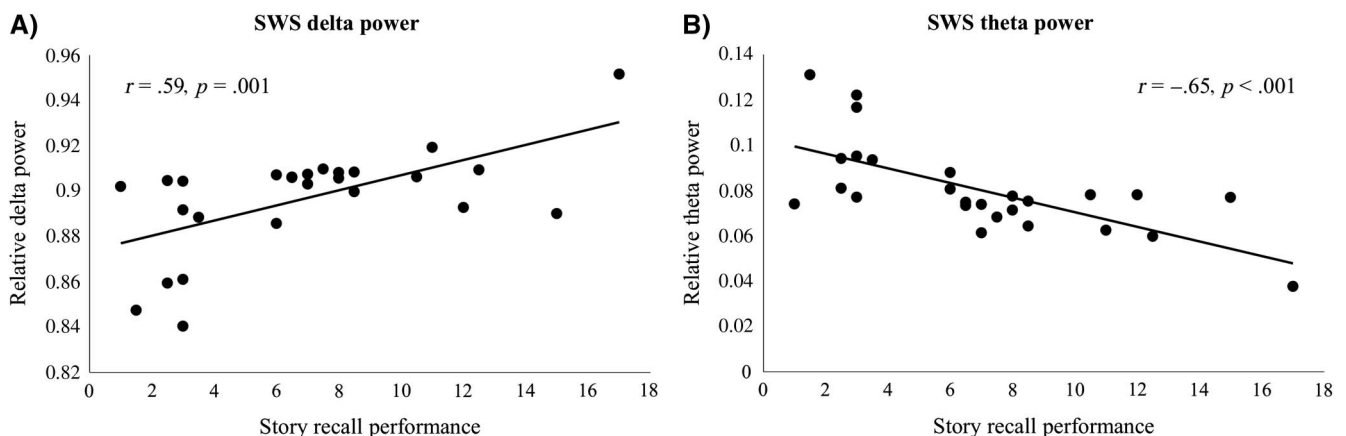 A)
SWS delta power
r = .59, p = .001
Relative delta power
0.96
0.94
0.92
0.9
0.88
0.86
0.84
0.82
0 2 4 6 8 10 12 14 16 18
Story recall performance
B)
SWS theta power
r = –.65, p < .001
Relative theta power
0.14
0.12
0.1
0.08
0.06
0.04
0.02
0
0 2 4 6 8 10 12 14 16 18
Story recall performance